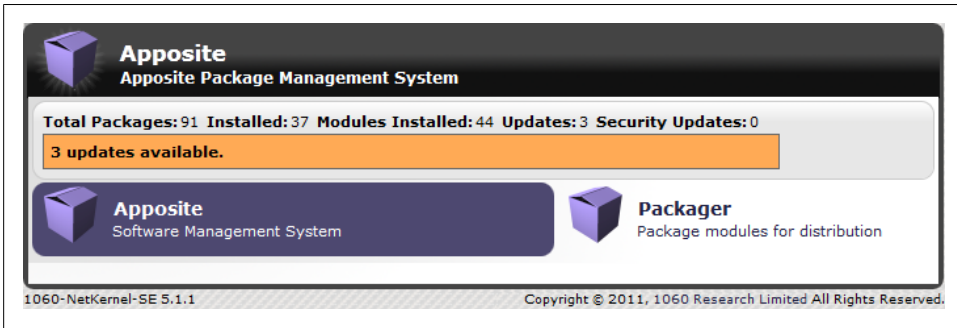 Apposite
Apposite Package Management System
Total Packages: 91 Installed: 37 Modules Installed: 44 Updates: 3 Security Updates: 0
3 updates available.
Apposite
Software Management System
Packager
Package modules for distribution
1060-NetKernel-SE 5.1.1
Copyright © 2011, 1060 Research Limited All Rights Reserved.